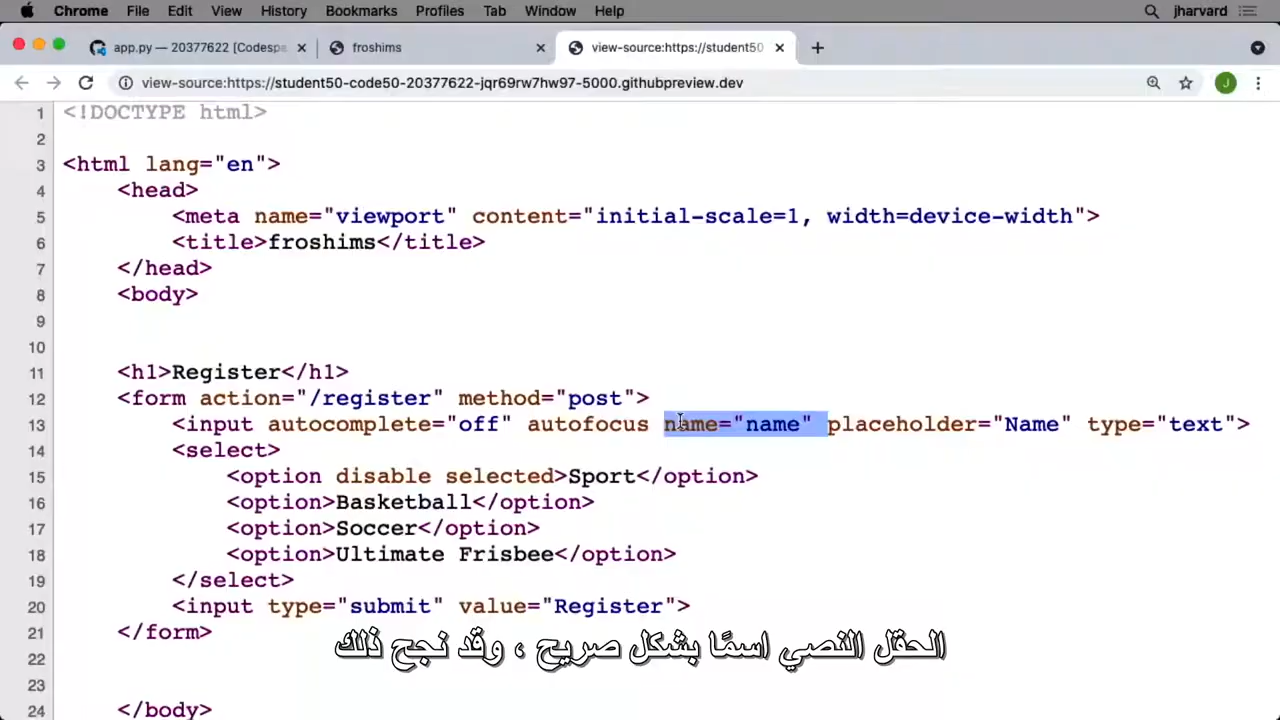 Chrome File Edit View History Bookmarks Profiles Tab Window Help jharvard
app.py — 20377622 [Codespe froshims view-source:https://student50
view-source:https://student50-code50-20377622-jqr69rw7hw97-5000.githubpreview.dev J
1 <!DOCTYPE html>
2
3 <html lang="en">
4 <head>
5 <meta name="viewport" content="initial-scale=1, width=device-width">
6 <title>froshims</title>
7 </head>
8 <body>
9
10
11 <h1>Register</h1>
12 <form action="/register" method="post">
13 <input autocomplete="off" autofocus name="name" placeholder="Name" type="text">
14 <select>
15 <option disable selected>Sport</option>
16 <option>Basketball</option>
17 <option>Soccer</option>
18 <option>Ultimate Frisbee</option>
19 </select>
20 <input type="submit" value="Register">
21 </form>
الحقل النصي اسمًا بشكل صريح ، وقد نجح ذلك
22
23
24 </body>